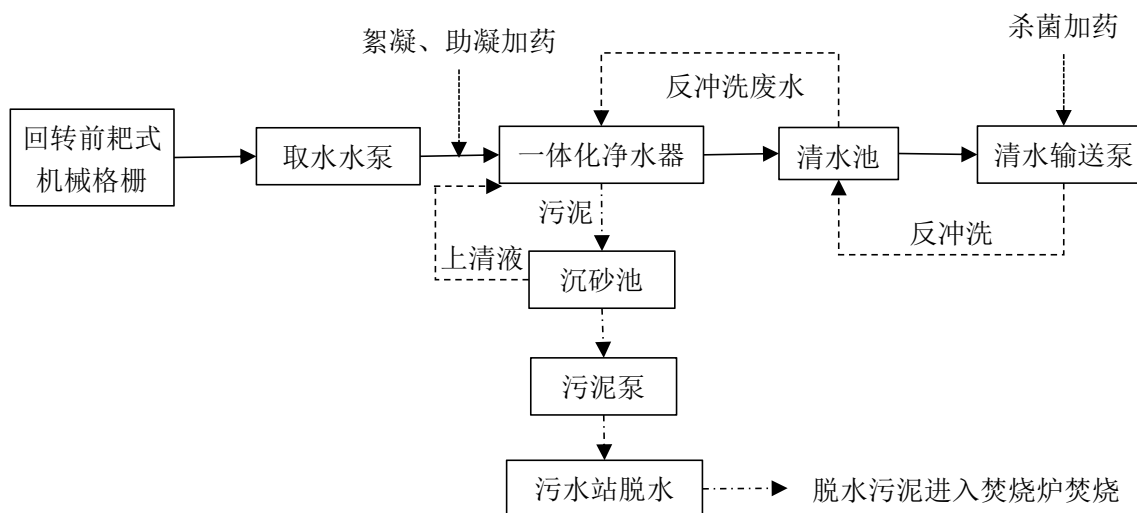 杀菌加药
絮凝、助凝加药
反冲洗废水
回转前耙式
机械格栅
取水水泵
一体化净水器
清水池
清水输送泵
污泥
反冲洗
上清液
沉砂池
污泥泵
污水站脱水
脱水污泥进入焚烧炉焚烧